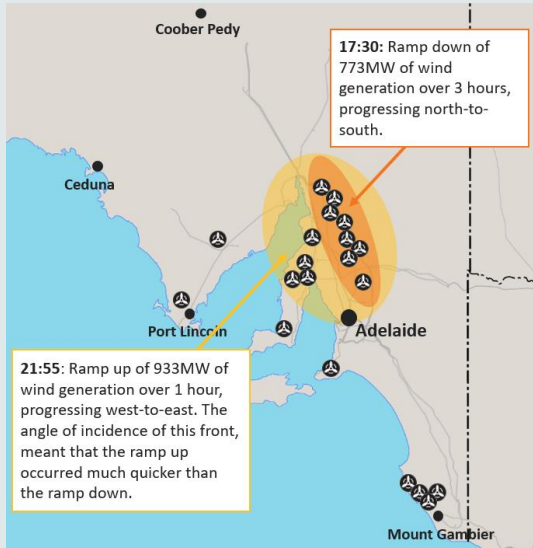 Coober Pedy
17:30: Ramp down of
773MW of wind
generation over 3 hours,
progressing north-to-
south.
Ceduna
Port Lincoln
Adelaide
21:55: Ramp up of 933MW of
wind generation over 1 hour,
progressing west-to-east. The
angle of incidence of this front,
meant that the ramp up
occurred much quicker than
the ramp down.
Mount Gambier